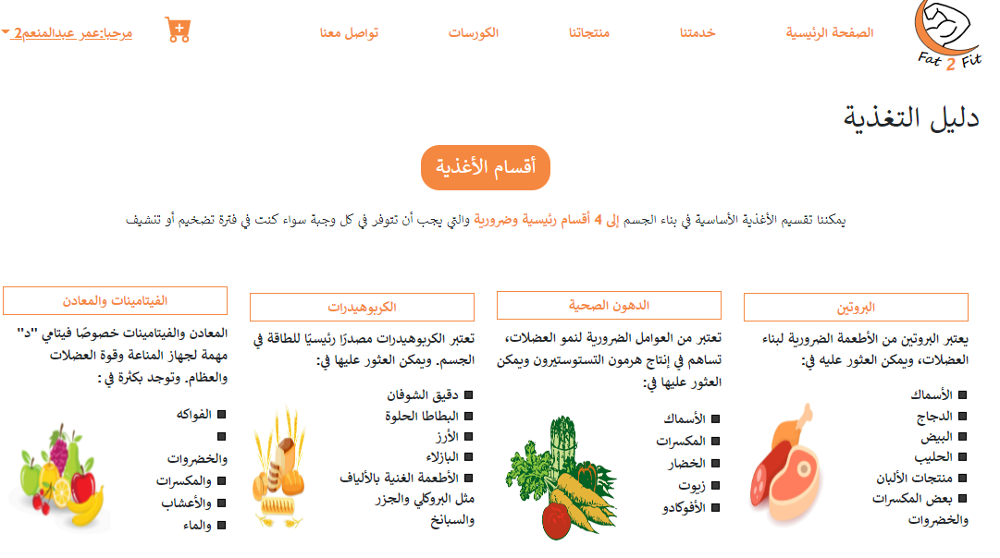 Fat 2 Fit
الصفحة الرئيسية
خدمتنا
منتجاتنا
الكورسات
تواصل معنا
مرحبا:عمر عبدالمنعم2
دليل التغذية
أقسام الأغذية
يمكننا تقسيم الأغذية الأساسية في بناء الجسم إلى 4 أقسام رئيسية وضرورية والتي يجب أن تتوفر في كل وجبة سواء كنت في فترة تضخيم أو تنشيف
البروتين
يعتبر البروتين من الأطعمة الضرورية لبناء
العضلات، ويمكن العثور عليه في:
الأسماك
الدجاج
البيض
الحليب
منتجات الألبان
بعض المكسرات
والخضروات
الدهون الصحية
تعتبر من العوامل الضرورية لنمو العضلات،
تساهم في إنتاج هرمون التستوستيرون ويمكن
العثور عليها في:
الأسماك
المكسرات
الخضار
زيوت
الأفوكادو
الكربوهيدرات
تعتبر الكربوهيدرات مصدرًا رئيسيًا للطاقة في
الجسم. ويمكن العثور عليها في:
دقيق الشوفان
البطاطا الحلوة
الأرز
البازلاء
الأطعمة الغنية بالألياف
مثل البروكلي والجزر
والسبانخ
الفيتامينات والمعادن
المعادن والفيتامينات خصوصًا فيتامي "د"
مهمة لجهاز المناعة وقوة العضلات
والعظام. وتوجد بكثرة في :
الفواكه
والخضروات
والمكسرات
والأعشاب
والماء